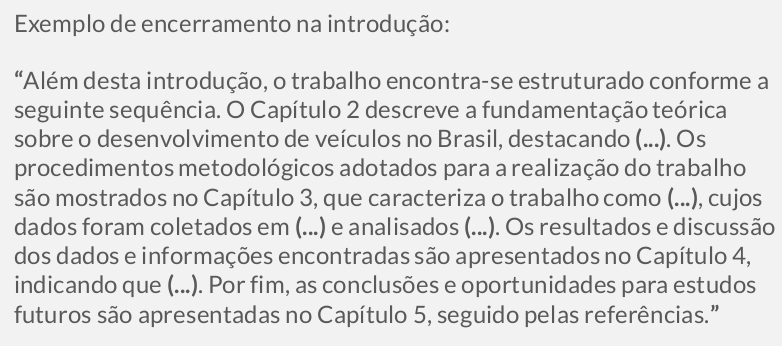 Exemplo de encerramento na introdução:
“Além desta introdução, o trabalho encontra-se estruturado conforme a
seguinte sequência. O Capítulo 2 descreve a fundamentação teórica
sobre o desenvolvimento de veículos no Brasil, destacando (...). Os
procedimentos metodológicos adotados para a realização do trabalho
são mostrados no Capítulo 3, que caracteriza o trabalho como (...), cujos
dados foram coletados em (...) e analisados (...). Os resultados e discussão
dos dados e informações encontradas são apresentados no Capítulo 4,
indicando que (...). Por fim, as conclusões e oportunidades para estudos
futuros são apresentadas no Capítulo 5, seguido pelas referências.”